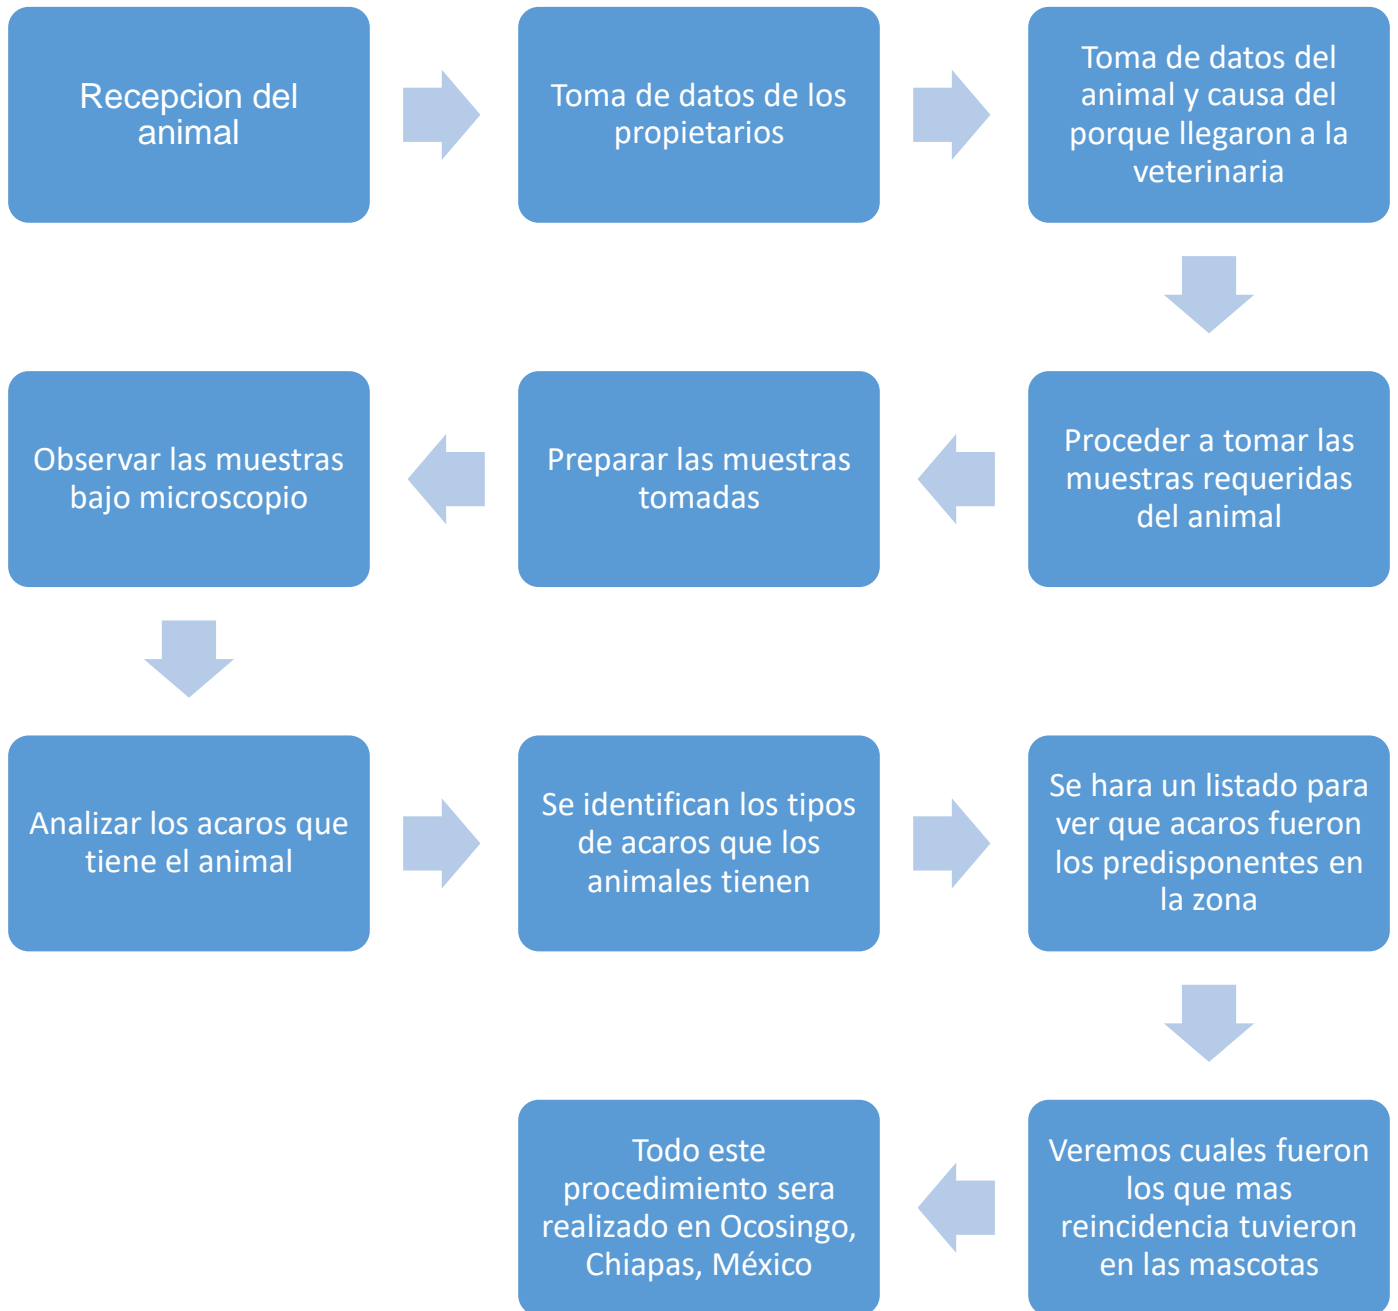 Recepcion del
animal
Toma de datos de los
propietarios
Toma de datos del
animal y causa del
porque llegaron a la
veterinaria
Proceder a tomar las
muestras requeridas
del animal
Preparar las muestras
tomadas
Observar las muestras
bajo microscopio
Analizar los acaros que
tiene el animal
Se identifican los tipos
de acaros que los
animales tienen
Se hara un listado para
ver que acaros fueron
los predisponentes en
la zona
Veremos cuales fueron
los que mas
reincidencia tuvieron
en las mascotas
Todo este
procedimiento sera
realizado en Ocosingo,
Chiapas, México